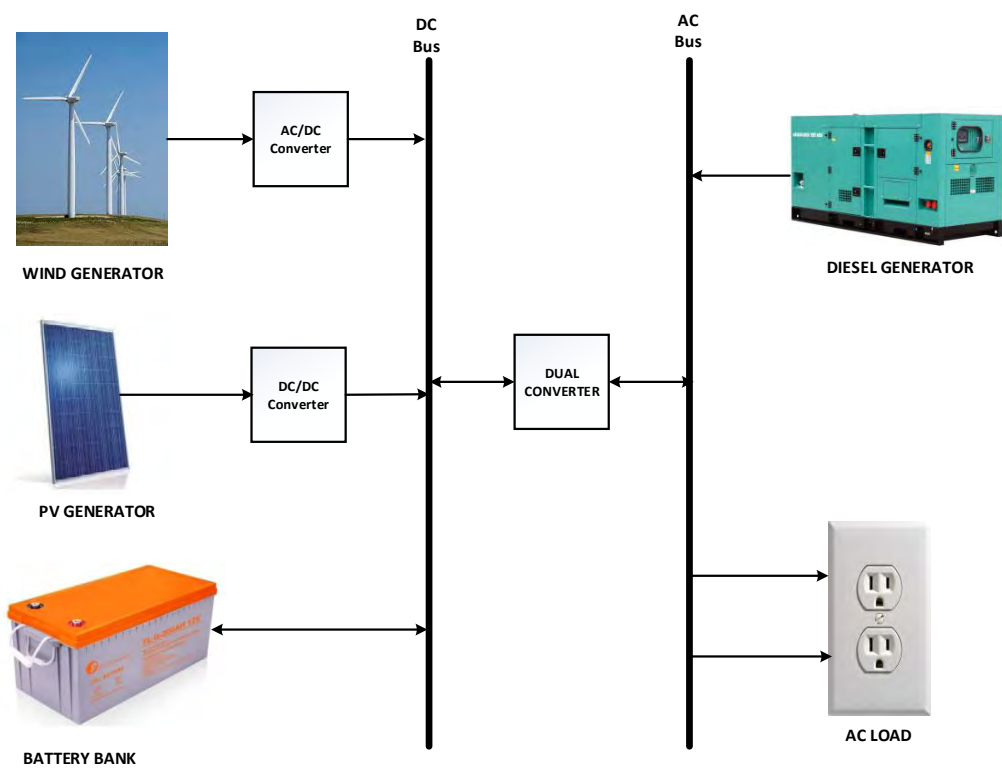 DC
Bus
AC
Bus
AC/DC
Converter
WIND GENERATOR
DIESEL GENERATOR
DC/DC
Converter
DUAL
CONVERTER
PV GENERATOR
BATTERY BANK
AC LOAD